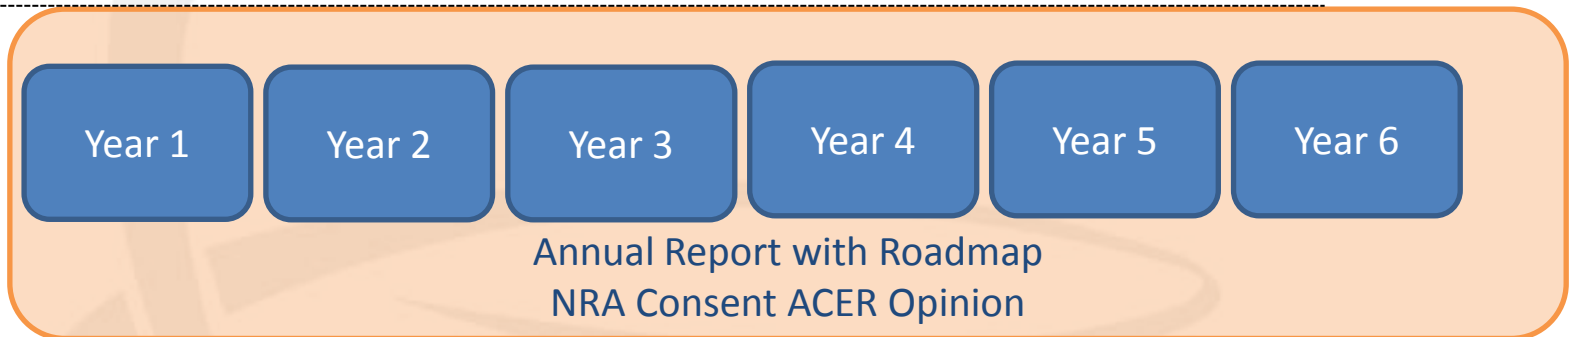 Year 1
Year 2
Year 3
Year 4
Year 5
Year 6
Annual Report with Roadmap
NRA Consent ACER Opinion